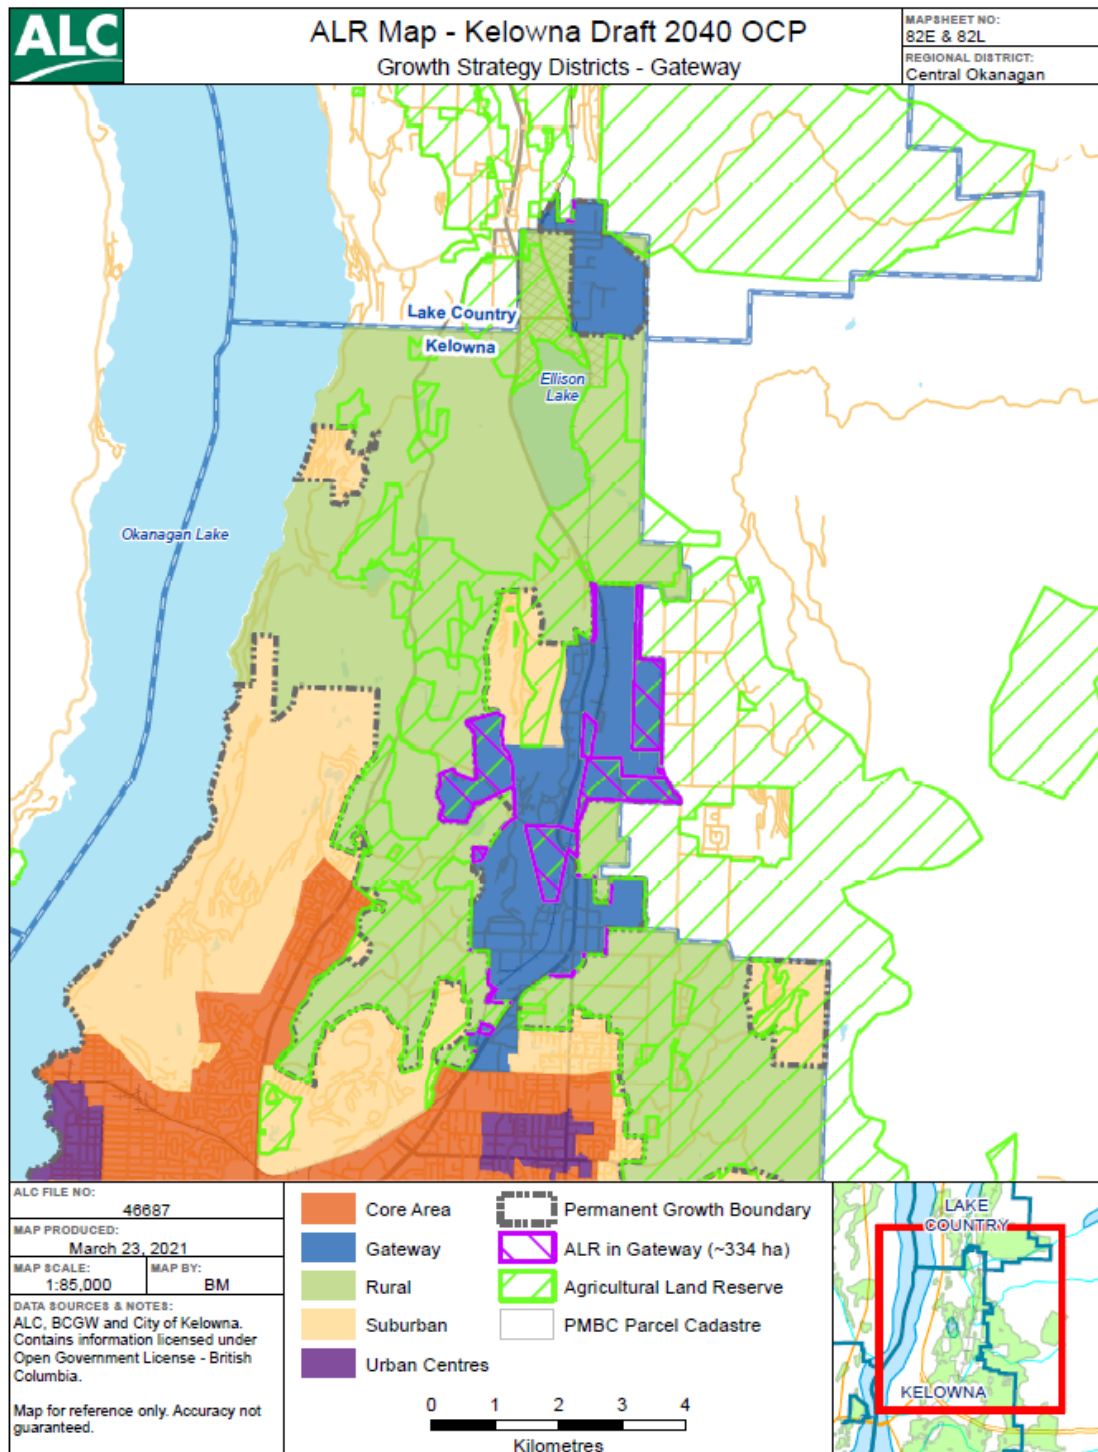 ALC
ALR Map - Kelowna Draft 2040 OCP
Growth Strategy Districts - Gateway
MAPSHEET NO:
82E & 82L
REGIONAL DISTRICT:
Central Okanagan
Lake Country
Kelowna
Ellison
Lake
Okanagan Lake
ALC FILE NO:
46687
MAP PRODUCED:
March 23, 2021
MAP SCALE:
1:85,000
MAP BY:
BM
DATA SOURCES & NOTES:
ALC, BCGW and City of Kelowna.
Contains information licensed under
Open Government License - British
Columbia.
Map for reference only. Accuracy not
guaranteed.
Core Area
Gateway
Rural
Suburban
Urban Centres
Permanent Growth Boundary
ALR in Gateway (~334 ha)
Agricultural Land Reserve
PMBC Parcel Cadastre
0 1 2 3 4
Kilometres
LAKE
COUNTRY
KELOWNA